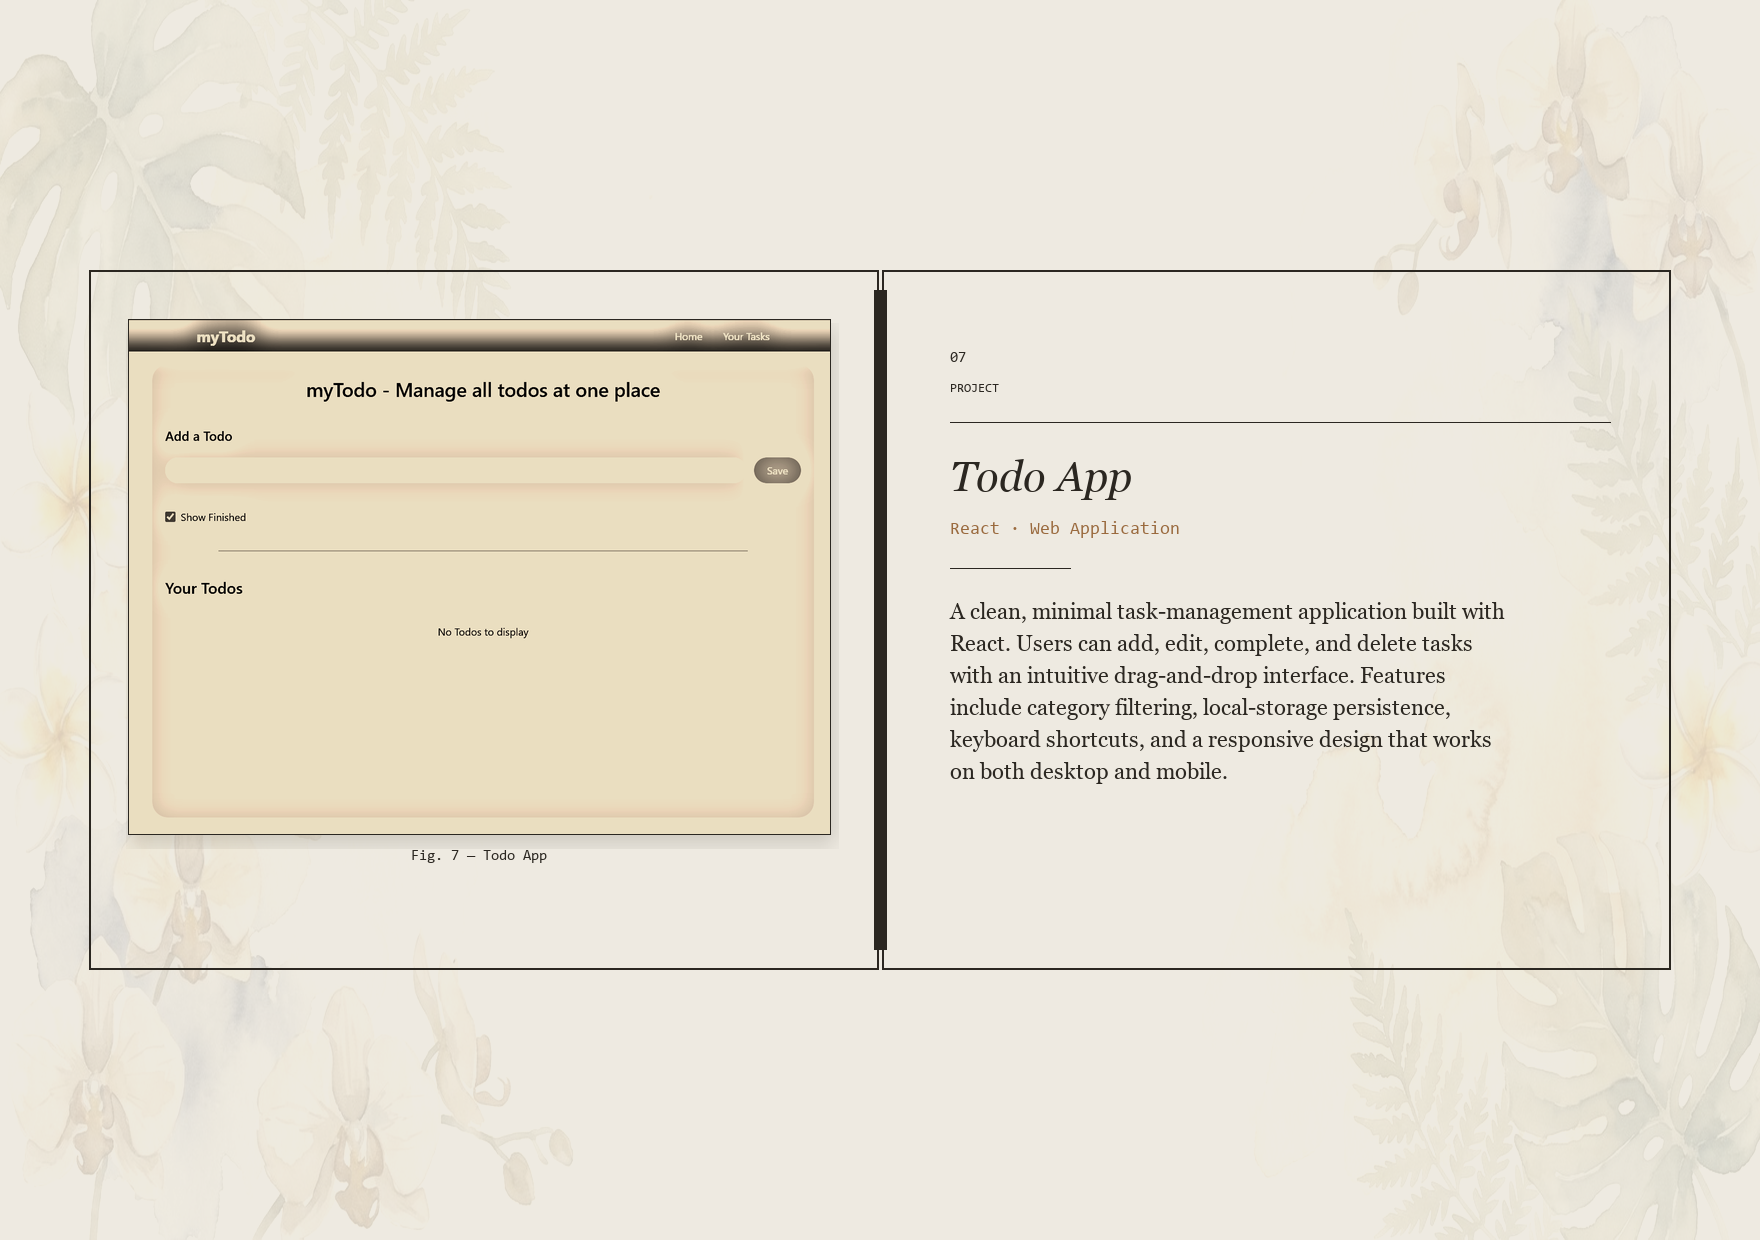 myTodo
Home
Your Tasks
myTodo - Manage all todos at one place
Add a Todo
Save
Show Finished
Your Todos
No Todos to display
Fig. 7 — Todo App
07
PROJECT
Todo App
React · Web Application
A clean, minimal task-management application built with
React. Users can add, edit, complete, and delete tasks
with an intuitive drag-and-drop interface. Features
include category filtering, local-storage persistence,
keyboard shortcuts, and a responsive design that works
on both desktop and mobile.